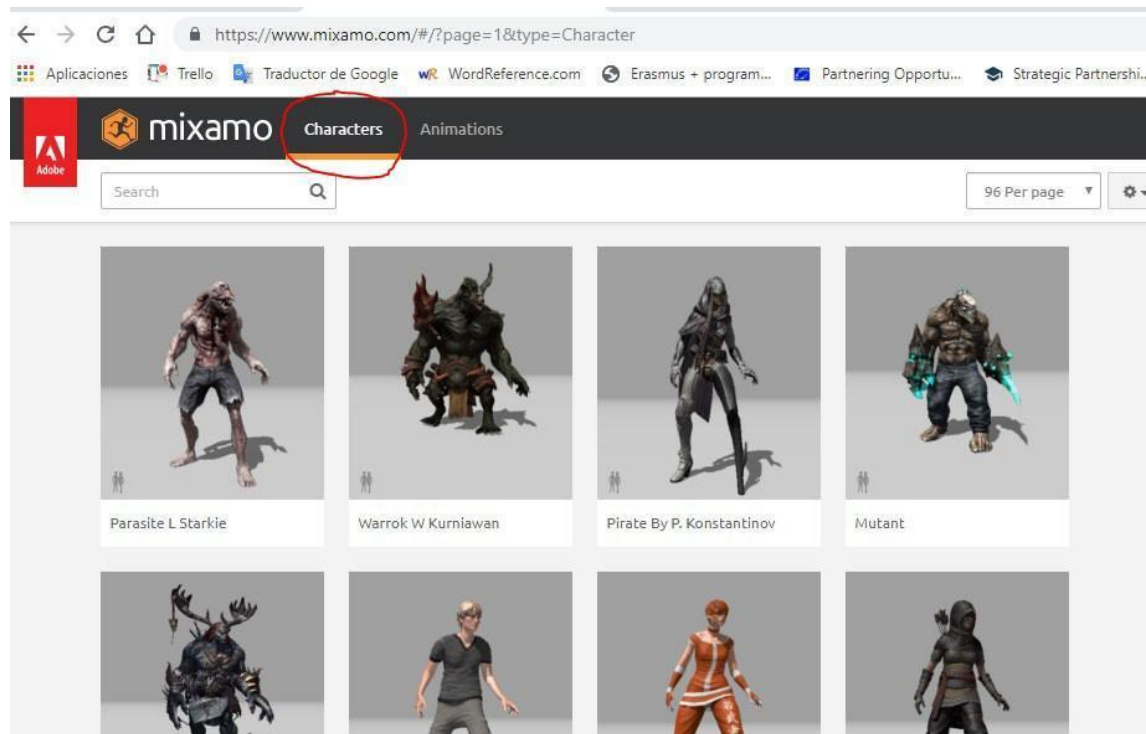 https://www.mixamo.com/#/?page=1&type=Character
Aplicaciones Trello Traductor de Google WordReference.com Erasmus + program... Partnering Opportu... Strategic Partnershi...
Adobe mixamo Characters Animations
Search 96 Per page
Parasite L Starkie Warrok W Kurniawan Pirate By P. Konstantinov Mutant